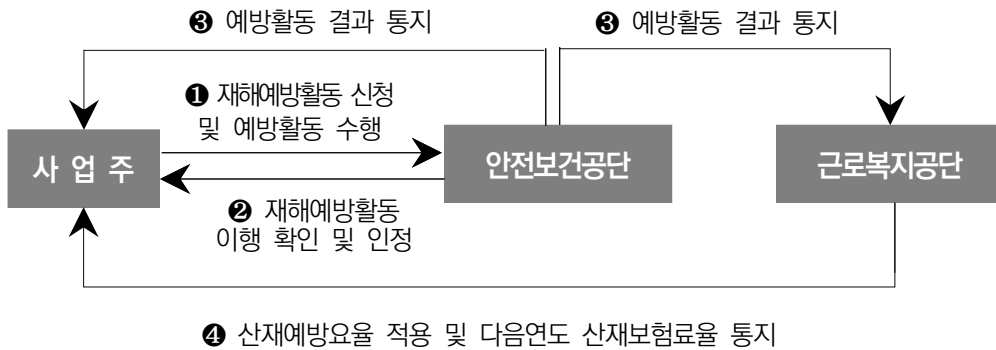 ❸ 예방활동 결과 통지
❸ 예방활동 결과 통지
❶ 재해예방활동 신청
및 예방활동 수행
사 업 주
안전보건공단
근로복지공단
❷ 재해예방활동
이행 확인 및 인정
❹ 산재예방요율 적용 및 다음연도 산재보험료율 통지